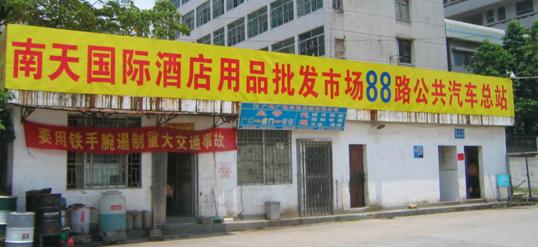 南天国际酒店用品批发市场88路公共汽车总站
要用铁手腕遏制重大交通事故